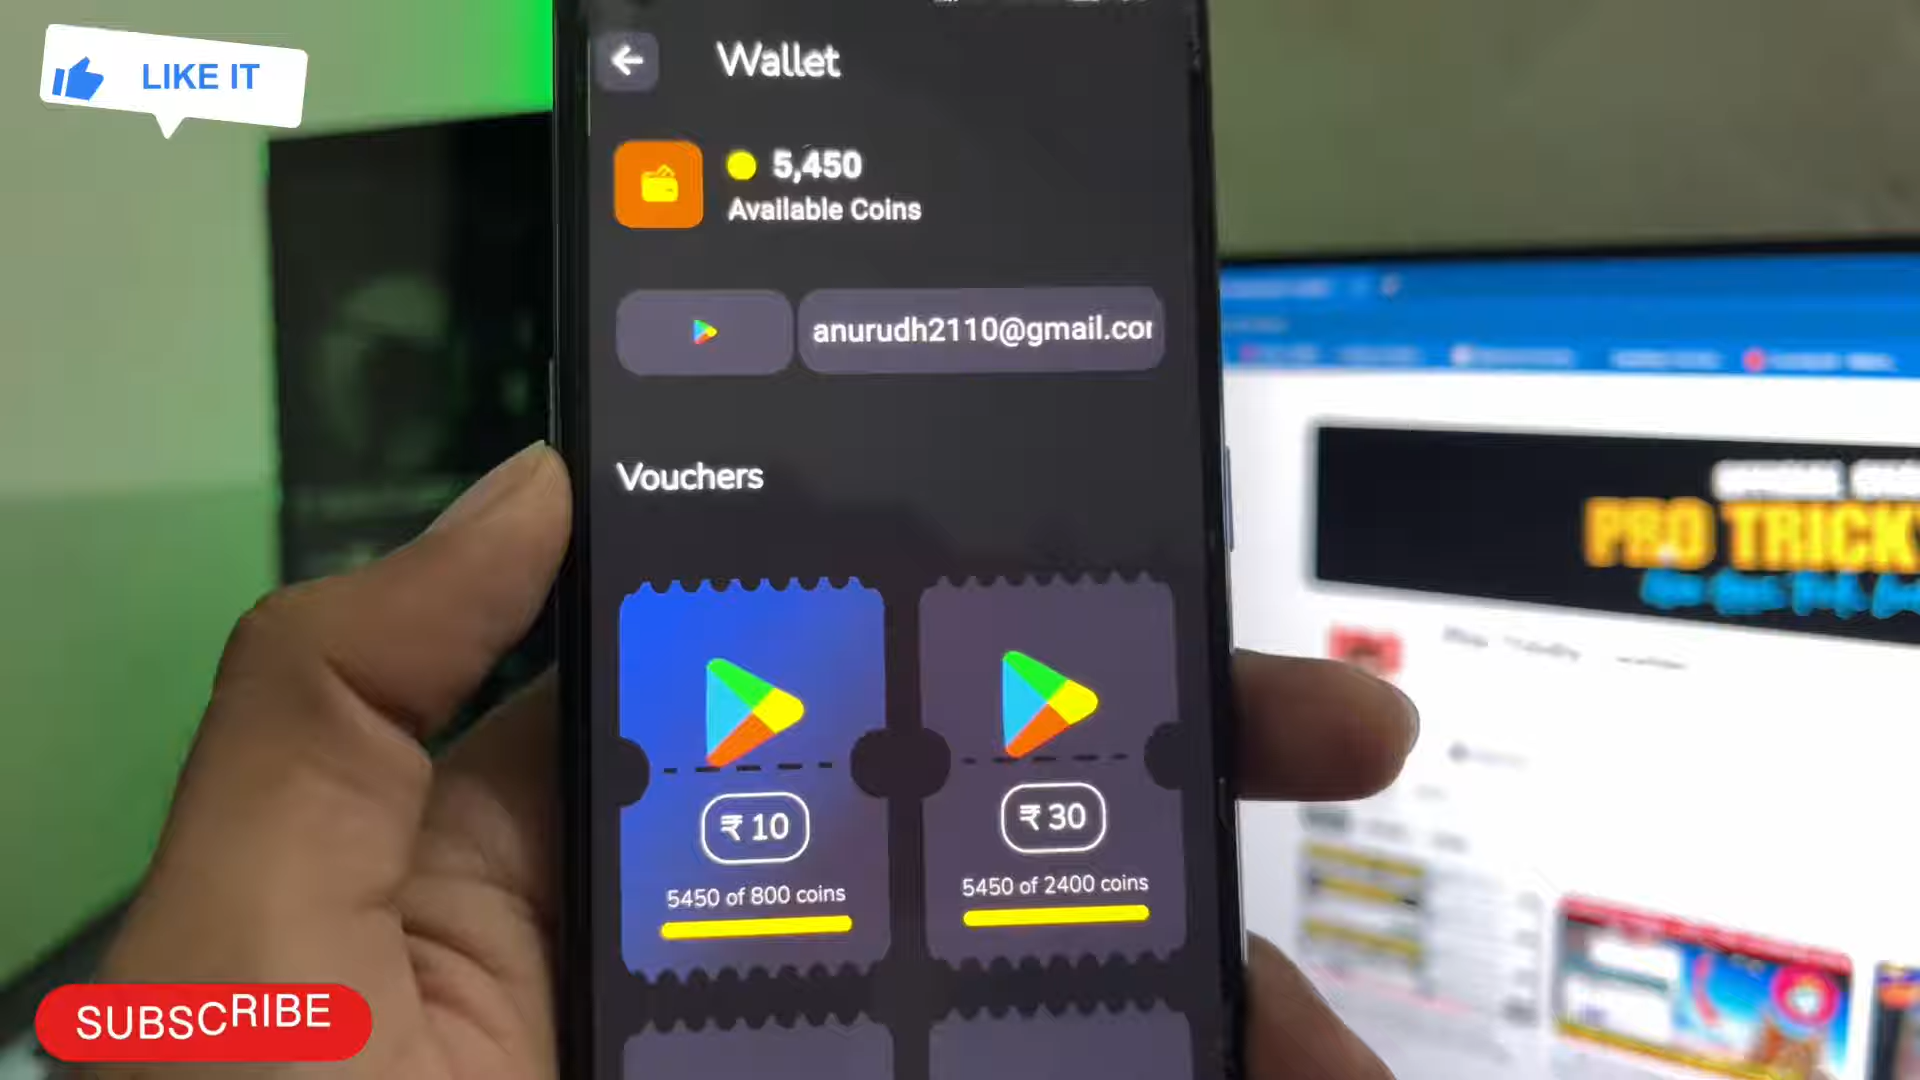 LIKE IT
Wallet
5,450
Available Coins
anurudh2110@gmail.cor
Vouchers
₹ 10
₹ 30
5450 of 800 coins
5450 of 2400 coins
PRO TRICKY
SUBSCRIBE